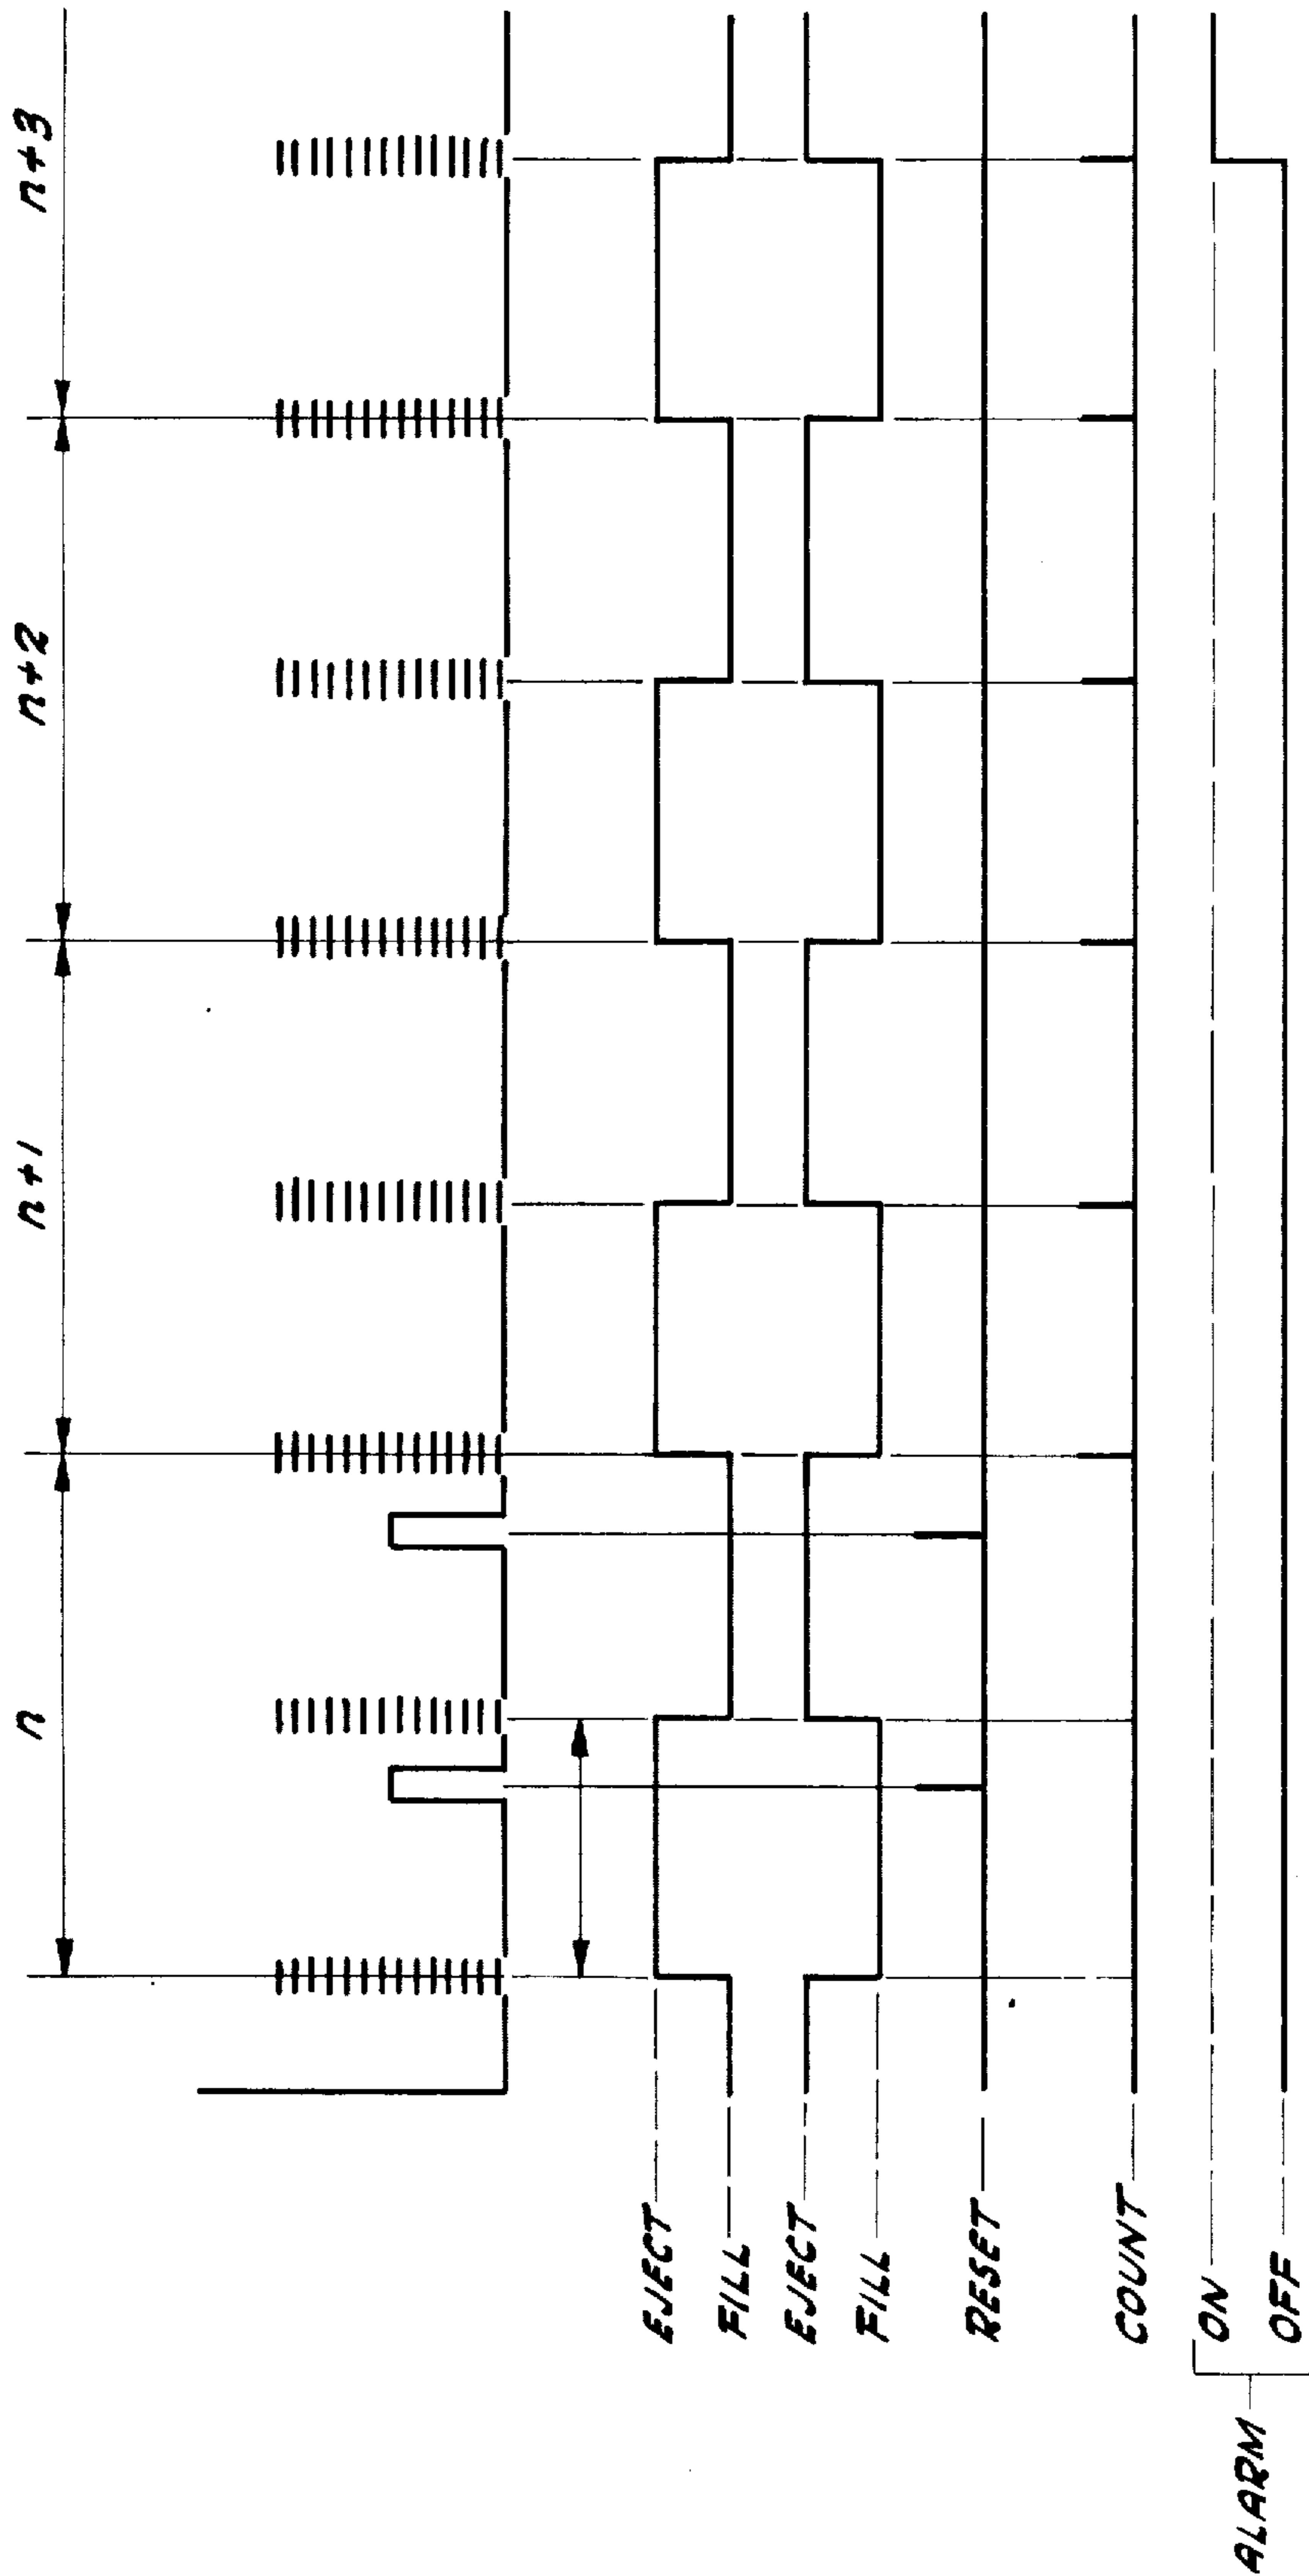 n
n+1
n+2
n+3
EJECT
FILL
EJECT
FILL
RESET
COUNT
ALARM
ON
OFF